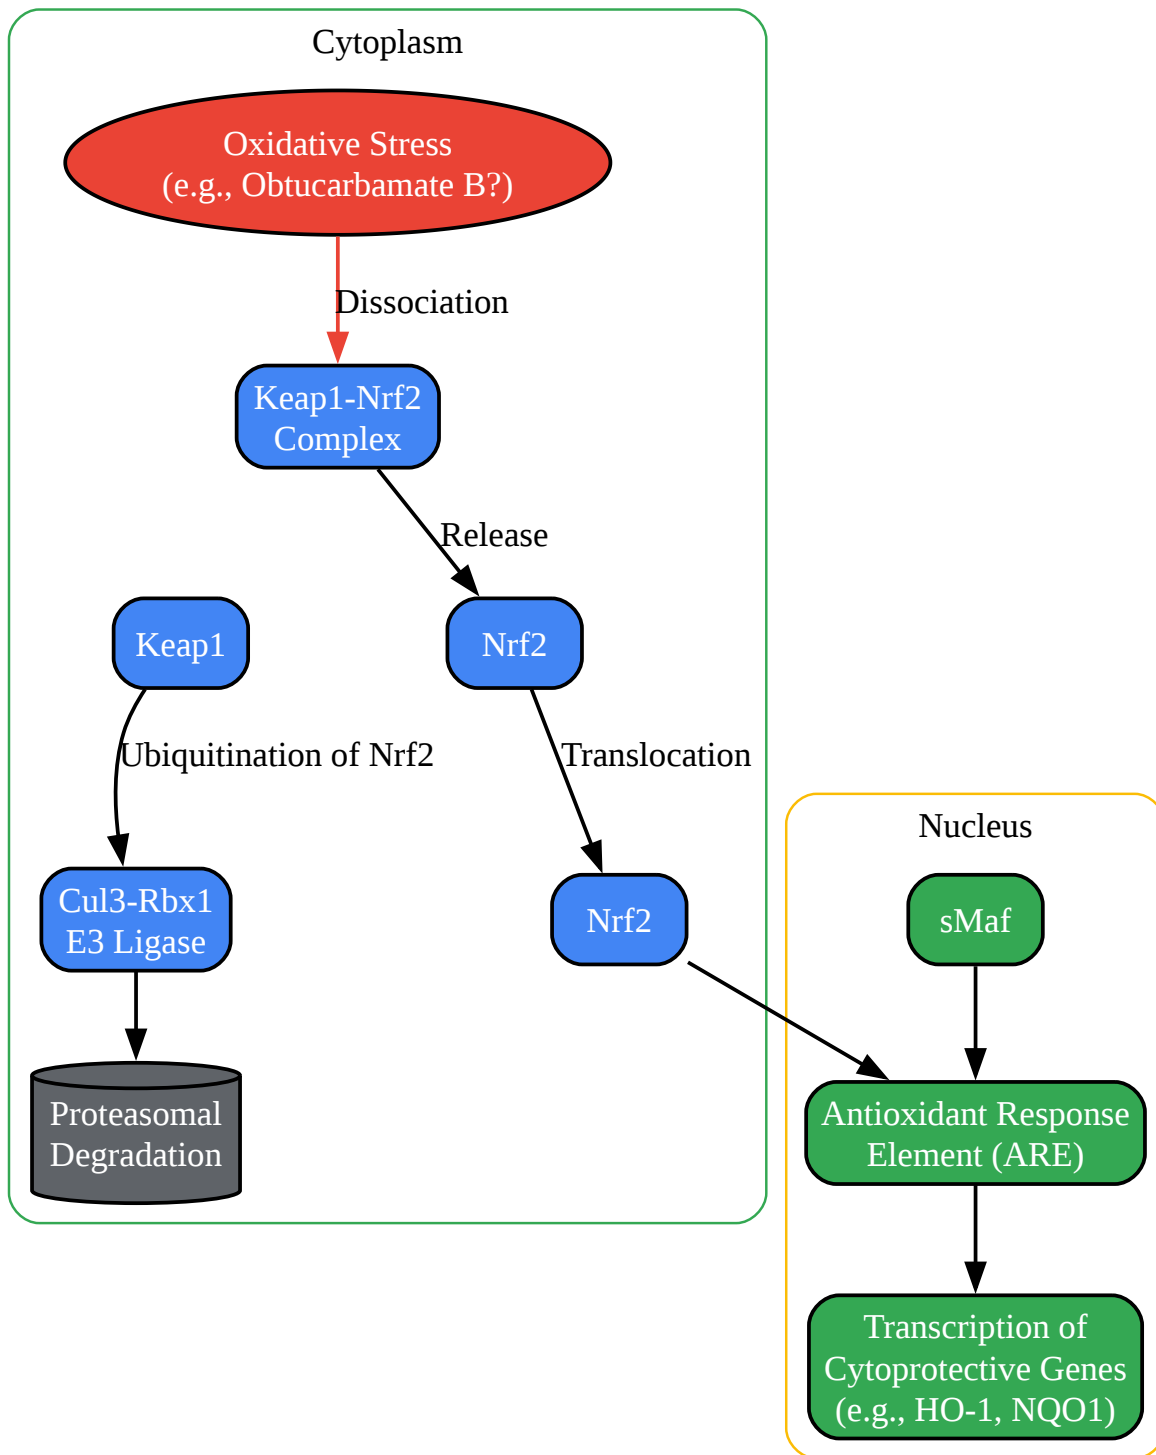 Cytoplasm
Oxidative Stress
(e.g., Obtucarbamate B?)
Dissociation
Keap1-Nrf2
Complex
Release
Keap1
Nrf2
Ubiquitination of Nrf2
Translocation
Nucleus
Cul3-Rbx1
E3 Ligase
Nrf2
sMaf
Proteasomal
Degradation
Antioxidant Response
Element (ARE)
Transcription of
Cytoprotective Genes
(e.g., HO-1, NQO1)